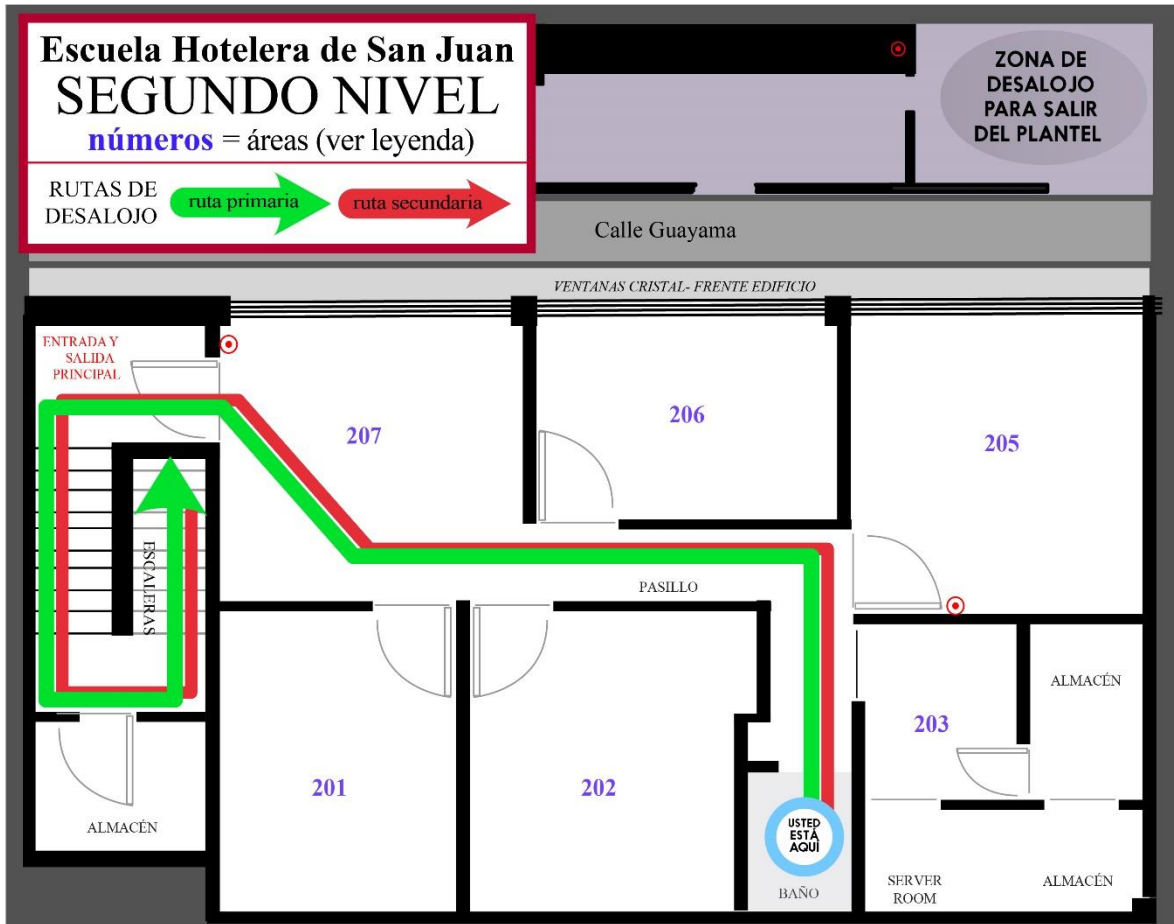 Escuela Hotelera de San Juan
SEGUNDO NIVEL
números = áreas (ver leyenda)
RUTAS DE
DESALOJO
ruta primaria
ruta secundaria
ZONA DE
DESALOJO
PARA SALIR
DEL PLANTEL
Calle Guayama
VENTANAS CRISTAL- FRENTE EDIFICIO
ENTRADA Y
SALIDA
PRINCIPAL
207
206
205
ESCALERAS
PASILLO
201
202
203
ALMACÉN
ALMACÉN
USTED
ESTÁ
AQUÍ
BAÑO
SERVER
ROOM
ALMACÉN